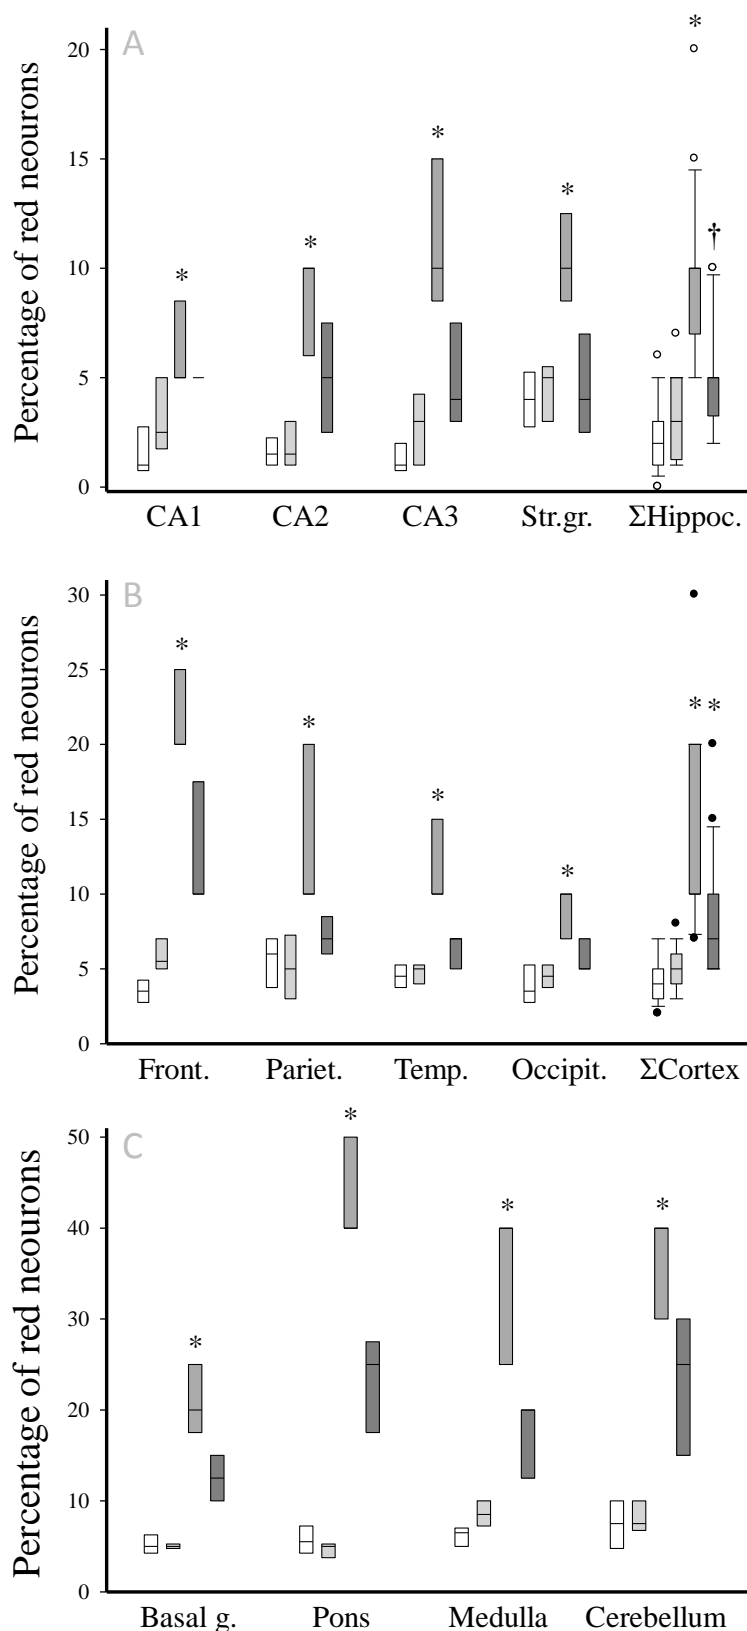 A
Percentage of red neourons
20
15
10
5
0
* * * * * †
CA1 CA2 CA3 Str.gr. ΣHippoc.
B
Percentage of red neourons
30
25
20
15
10
5
0
* * * * * *
Front. Pariet. Temp. Occipit. ΣCortex
C
Percentage of red neourons
50
40
30
20
10
0
* * * *
Basal g. Pons Medulla Cerebellum